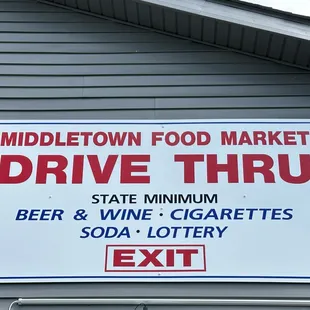 MIDDLETOWN FOOD MARKET
DRIVE THRU
STATE MINIMUM
BEER & WINE · CIGARETTES
SODA · LOTTERY
EXIT